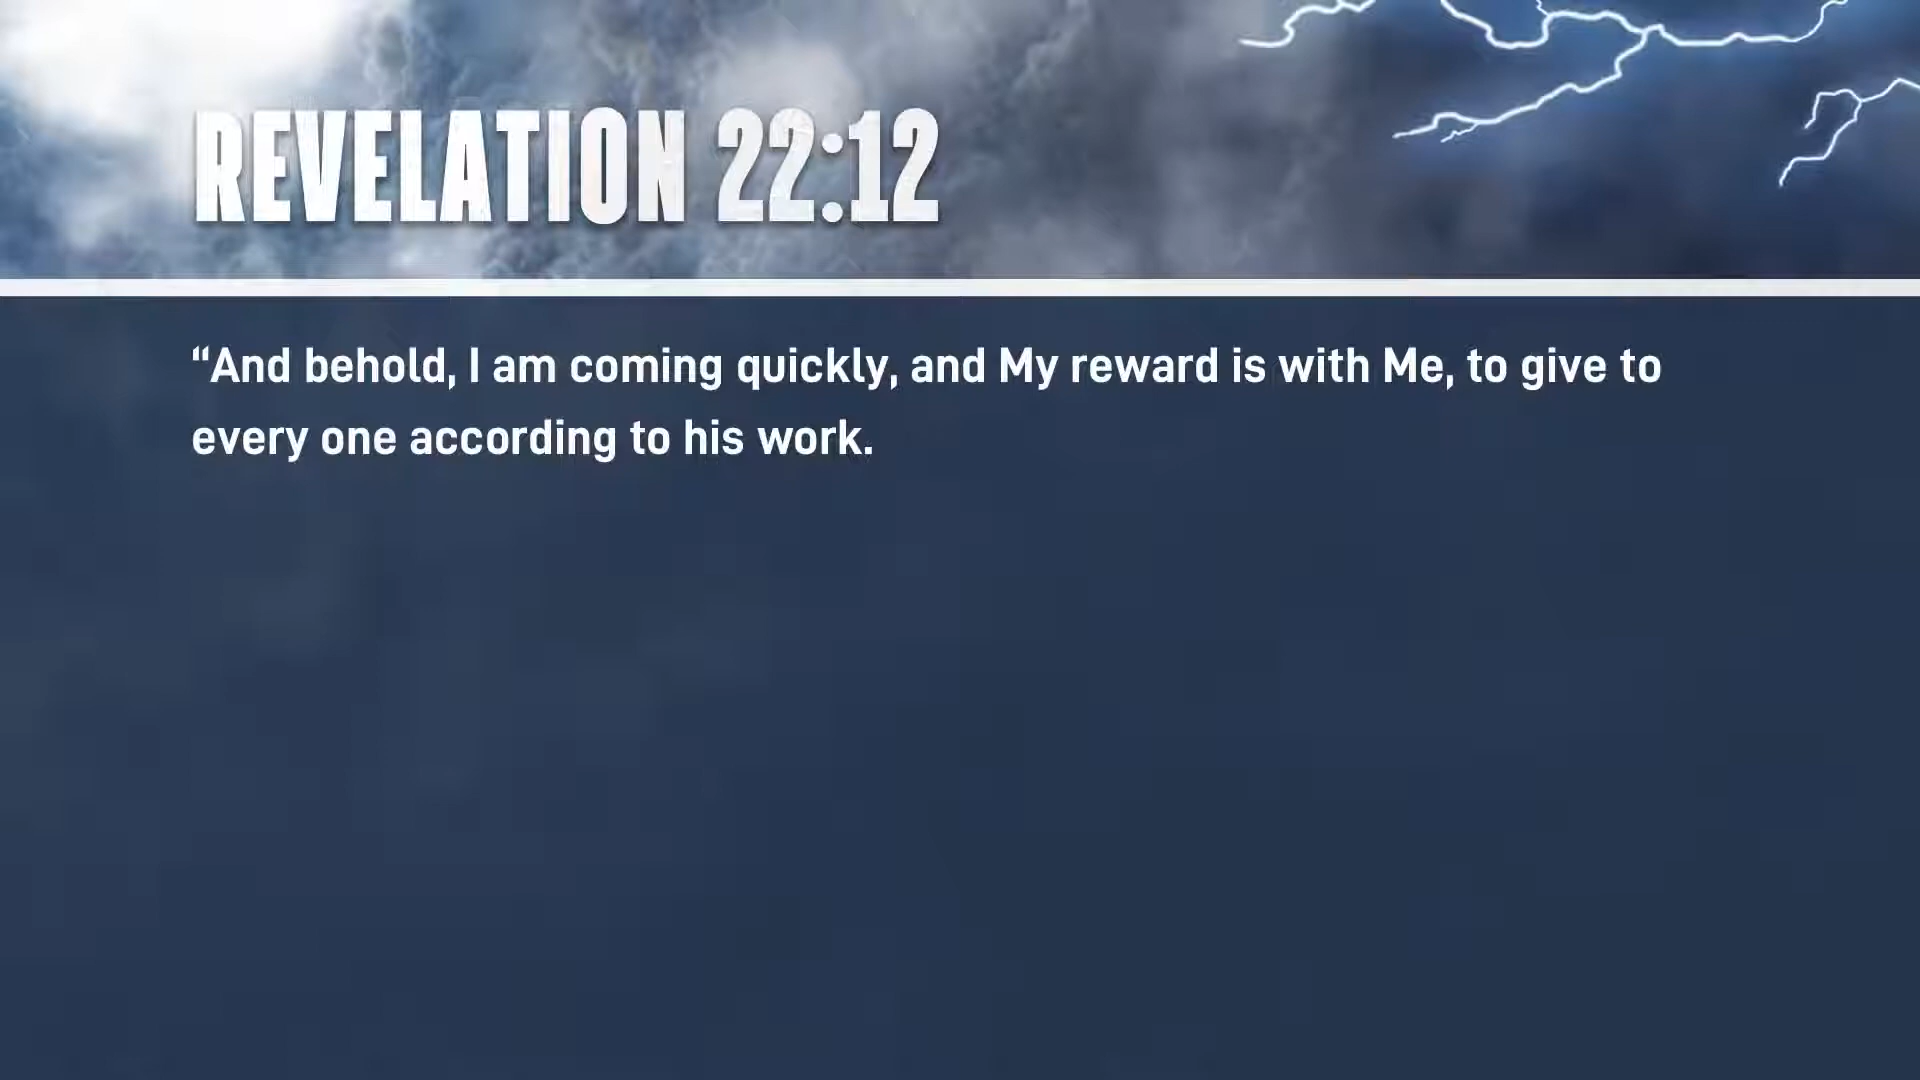 REVELATION 22:12
“And behold, I am coming quickly, and My reward is with Me, to give to
every one according to his work.